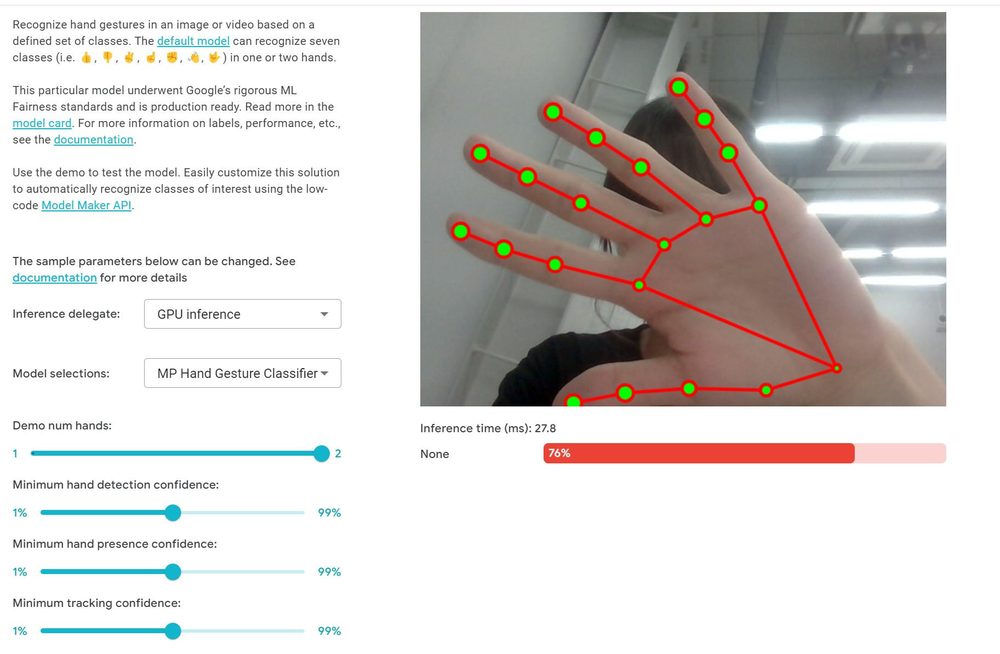 Recognize hand gestures in an image or video based on a
defined set of classes. The default model can recognize seven
classes (i.e. 👍, 👎, ✌️, ☝️, ✊, 👋, 🤟) in one or two hands.
This particular model underwent Google’s rigorous ML
Fairness standards and is production ready. Read more in the
model card. For more information on labels, performance, etc.,
see the documentation.
Use the demo to test the model. Easily customize this solution
to automatically recognize classes of interest using the low-
code Model Maker API.
The sample parameters below can be changed. See
documentation for more details
Inference delegate:
GPU inference
Model selections:
MP Hand Gesture Classifier
Demo num hands:
1 2
Minimum hand detection confidence:
1% 99%
Minimum hand presence confidence:
1% 99%
Minimum tracking confidence:
1% 99%
Inference time (ms): 27.8
None 76%